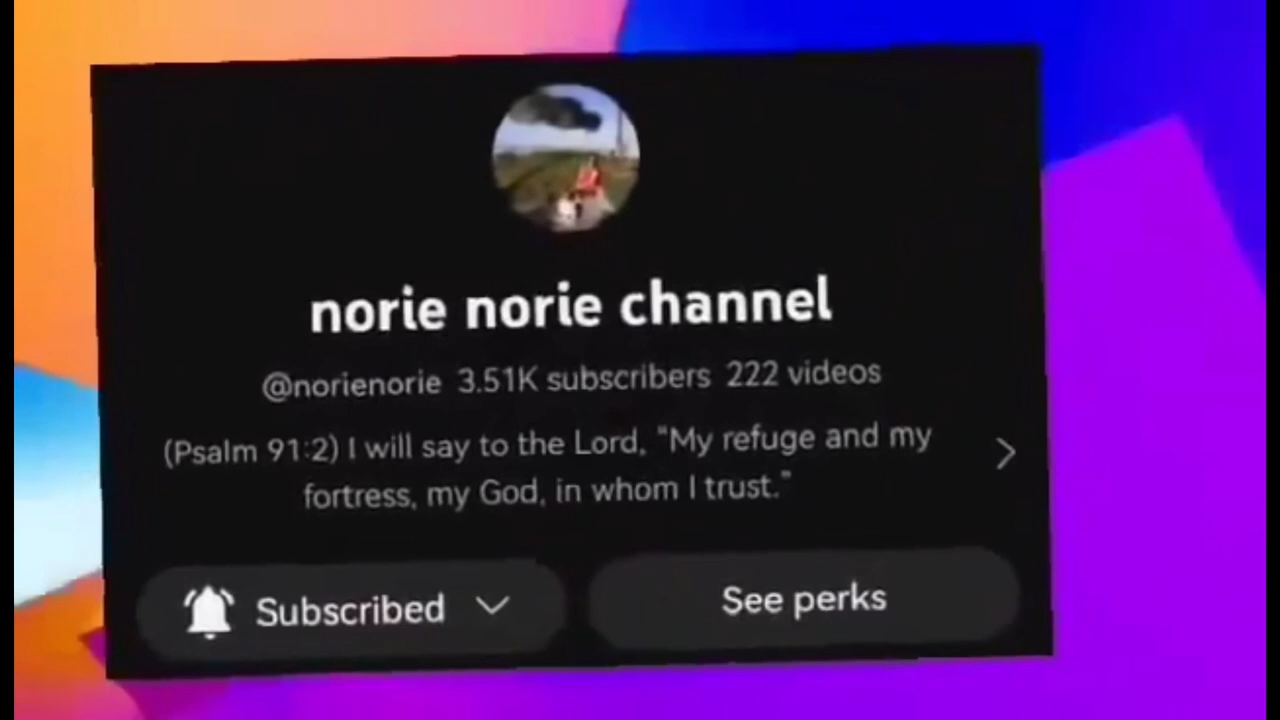 norie norie channel
@norienorie 3.51K subscribers 222 videos
(Psalm 91:2) I will say to the Lord, "My refuge and my
fortress, my God, in whom I trust."
Subscribed
See perks